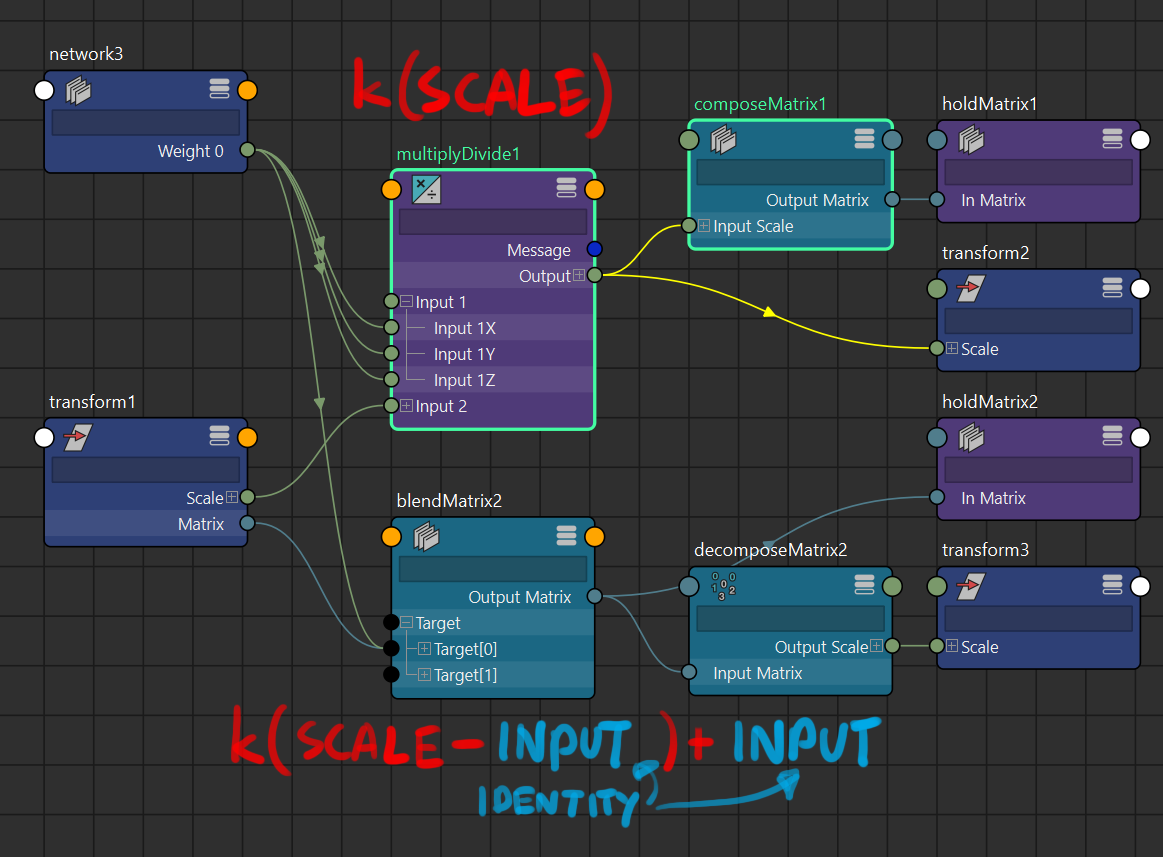 network3
Weight 0
k(SCALE)
multiplyDivide1
Message
Output
Input 1
Input 1X
Input 1Y
Input 1Z
Input 2
composeMatrix1
Output Matrix
Input Scale
holdMatrix1
In Matrix
transform2
Scale
transform1
Scale
Matrix
blendMatrix2
Output Matrix
Target
Target[0]
Target[1]
decomposeMatrix2
Output Scale
Input Matrix
holdMatrix2
In Matrix
transform3
Scale
k(SCALE-INPUT)+INPUT
IDENTITY